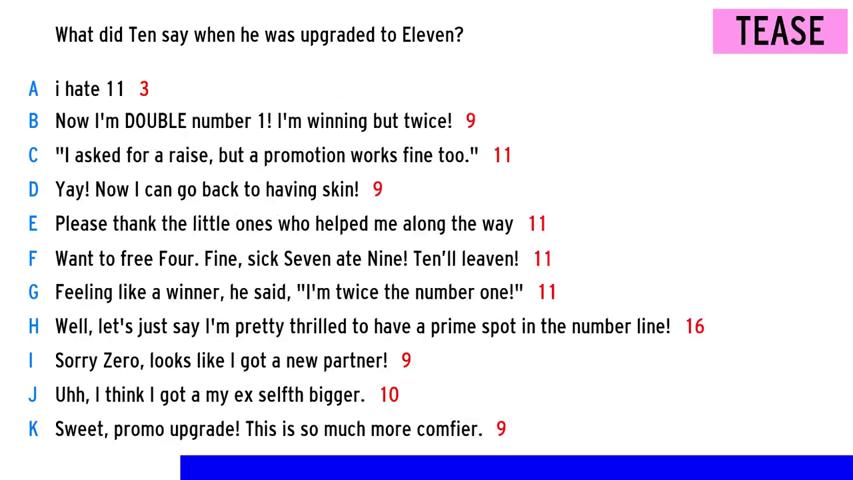 What did Ten say when he was upgraded to Eleven?
TEASE
A i hate 11 3
B Now I'm DOUBLE number 1! I'm winning but twice! 9
C "I asked for a raise, but a promotion works fine too." 11
D Yay! Now I can go back to having skin! 9
E Please thank the little ones who helped me along the way 11
F Want to free Four. Fine, sick Seven ate Nine! Ten'll leaven! 11
G Feeling like a winner, he said, "I'm twice the number one!" 11
H Well, let's just say I'm pretty thrilled to have a prime spot in the number line! 16
I Sorry Zero, looks like I got a new partner! 9
J Uhh, I think I got a my ex selfth bigger. 10
K Sweet, promo upgrade! This is so much more comfier. 9